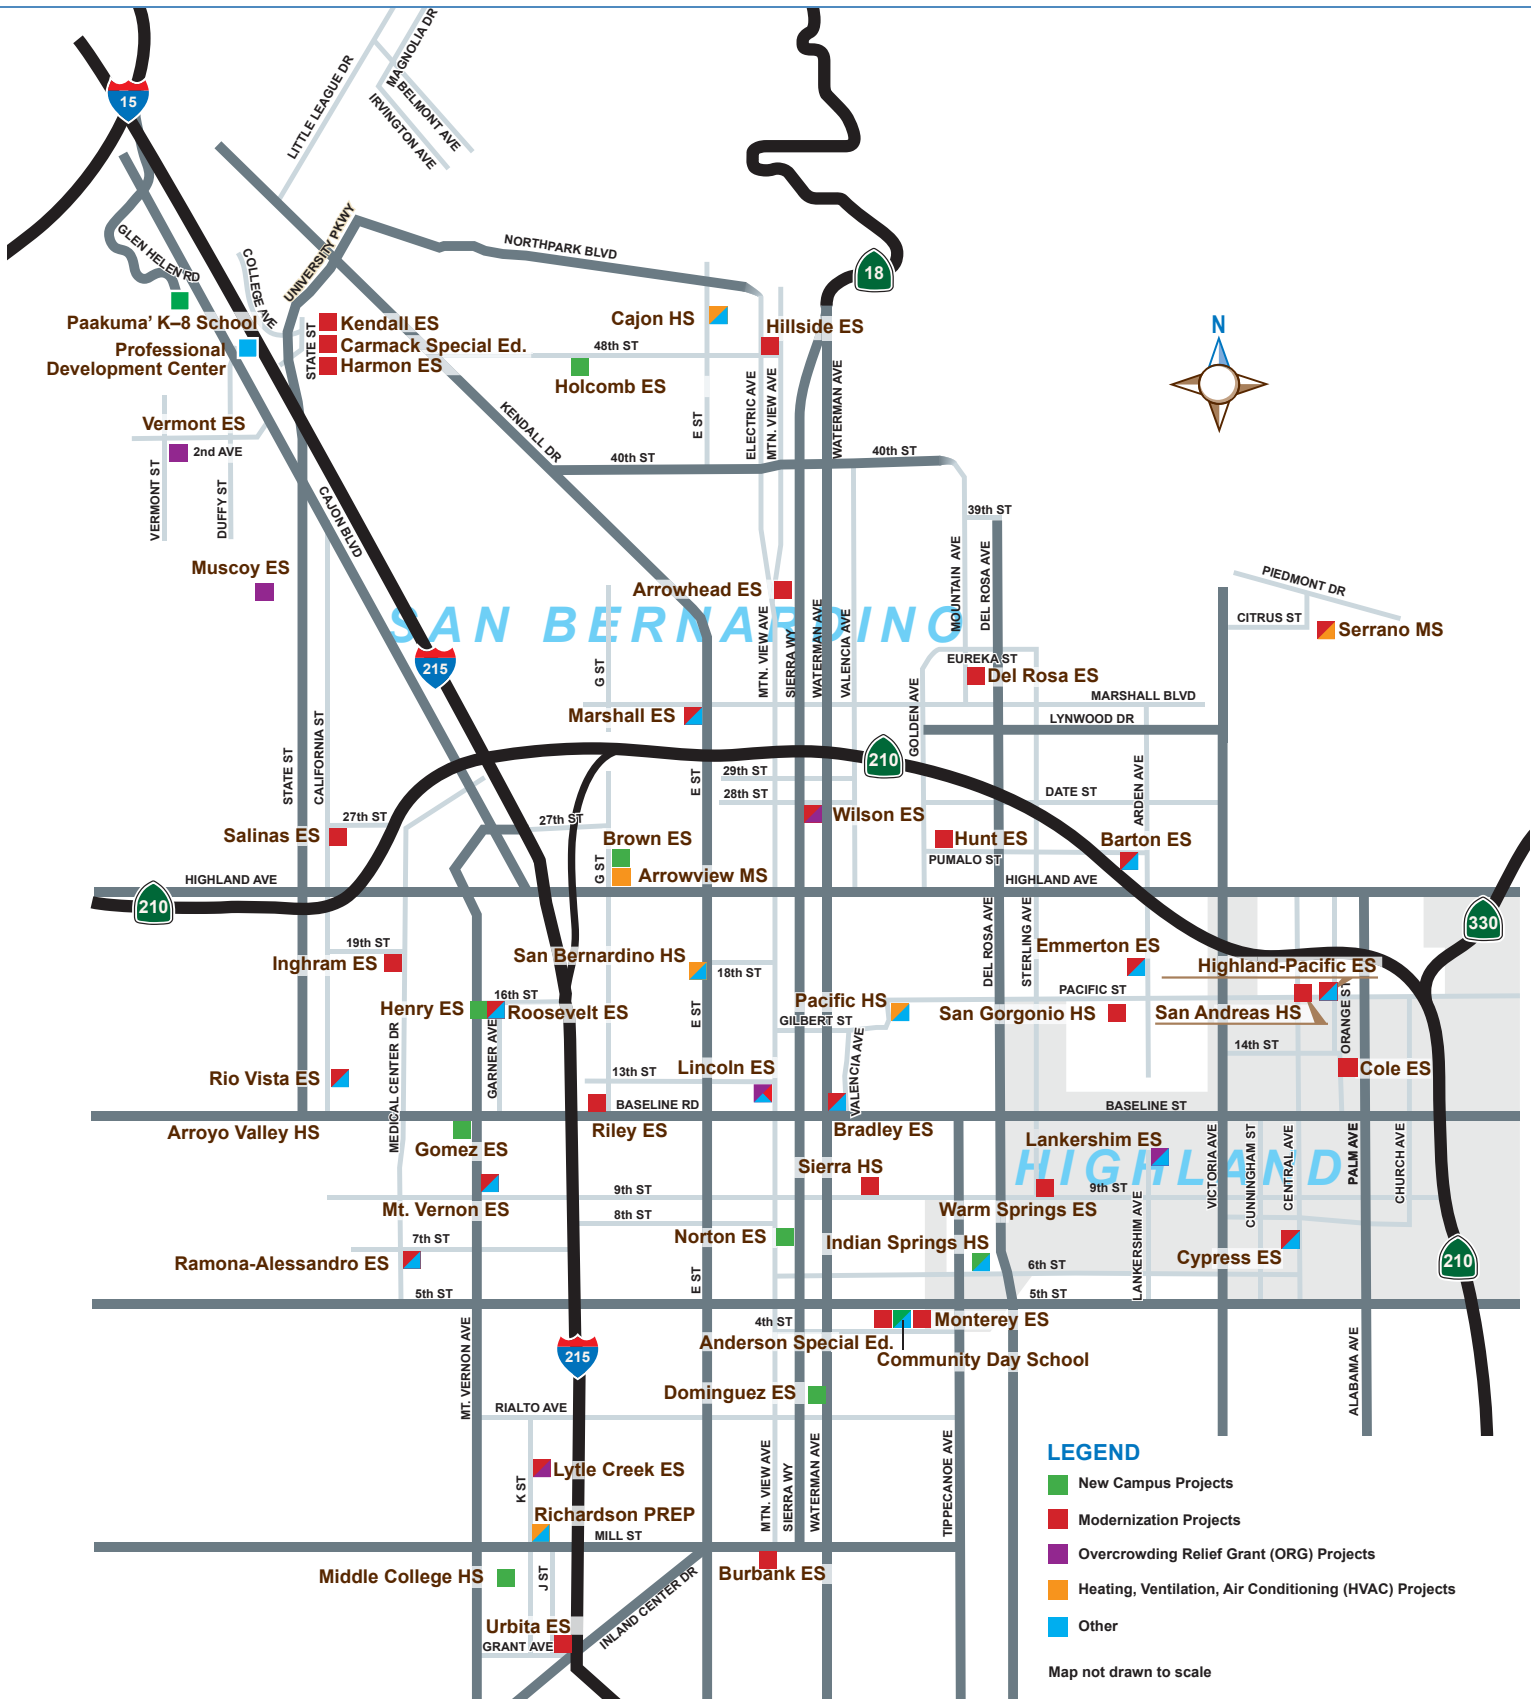 15
LITTLE LEAGUE DR
MAGNOLIA DR
BELMONT AVE
IRVINGTON AVE
GLEN HELEN RD
COLLEGE AVE
UNIVERSITY PKWY
NORTHPARK BLVD
18
N
Paakuma' K–8 School
Professional
Development Center
STATE ST
Kendall ES
Carmack Special Ed.
Harmon ES
Cajon HS
Hillside ES
48th ST
Holcomb ES
E ST
ELECTRIC AVE
MTN. VIEW AVE
WATERMAN AVE
KENDALL DR
40th ST
40th ST
Vermont ES
2nd AVE
VERMONT ST
DUFFY ST
CAJON BLVD
39th ST
MOUNTAIN AVE
DEL ROSA AVE
Muscoy ES
Arrowhead ES
SAN BERNARDINO
PIEDMONT DR
CITRUS ST
Serrano MS
215
G ST
MTN. VIEW AVE
SIERRA WY
WATERMAN AVE
VALENCIA AVE
EUREKA ST
Del Rosa ES
MARSHALL BLVD
LYNWOOD DR
GOLDEN AVE
Marshall ES
STATE ST
CALIFORNIA ST
210
E ST
29th ST
28th ST
DATE ST
ARDEN AVE
27th ST
27th ST
Salinas ES
Wilson ES
Hunt ES
Barton ES
PUMALO ST
Brown ES
G ST
Arrowview MS
HIGHLAND AVE
HIGHLAND AVE
210
330
19th ST
Inghram ES
San Bernardino HS
18th ST
DEL ROSA AVE
STERLING AVE
Emmerton ES
Highland-Pacific ES
Henry ES
16th ST
Roosevelt ES
E ST
Pacific HS
GILBERT ST
PACIFIC ST
San Gorgonio HS
San Andreas HS
ORANGE ST
14th ST
Cole ES
MEDICAL CENTER DR
GARNER AVE
VALENCIA AVE
Rio Vista ES
13th ST
Lincoln ES
BASELINE RD
BASELINE ST
Arroyo Valley HS
Gomez ES
Riley ES
Bradley ES
Lankershim ES
HIGHLAND
VICTORIA AVE
CUNNINGHAM ST
CENTRAL AVE
PALM AVE
CHURCH AVE
Sierra HS
Mt. Vernon ES
9th ST
Warm Springs ES
9th ST
8th ST
LANKERSHIM AVE
7th ST
Norton ES
Indian Springs HS
Cypress ES
Ramona-Alessandro ES
6th ST
210
E ST
5th ST
5th ST
4th ST
Monterey ES
Anderson Special Ed.
Community Day School
MT. VERNON AVE
215
ALABAMA AVE
Dominguez ES
RIALTO AVE
K ST
MTN. VIEW AVE
SIERRA WY
WATERMAN AVE
TIPPECANOE AVE
Lytle Creek ES
Richardson PREP
MILL ST
Middle College HS
J ST
Burbank ES
INLAND CENTER DR
Urbita ES
GRANT AVE
LEGEND
New Campus Projects
Modernization Projects
Overcrowding Relief Grant (ORG) Projects
Heating, Ventilation, Air Conditioning (HVAC) Projects
Other
Map not drawn to scale